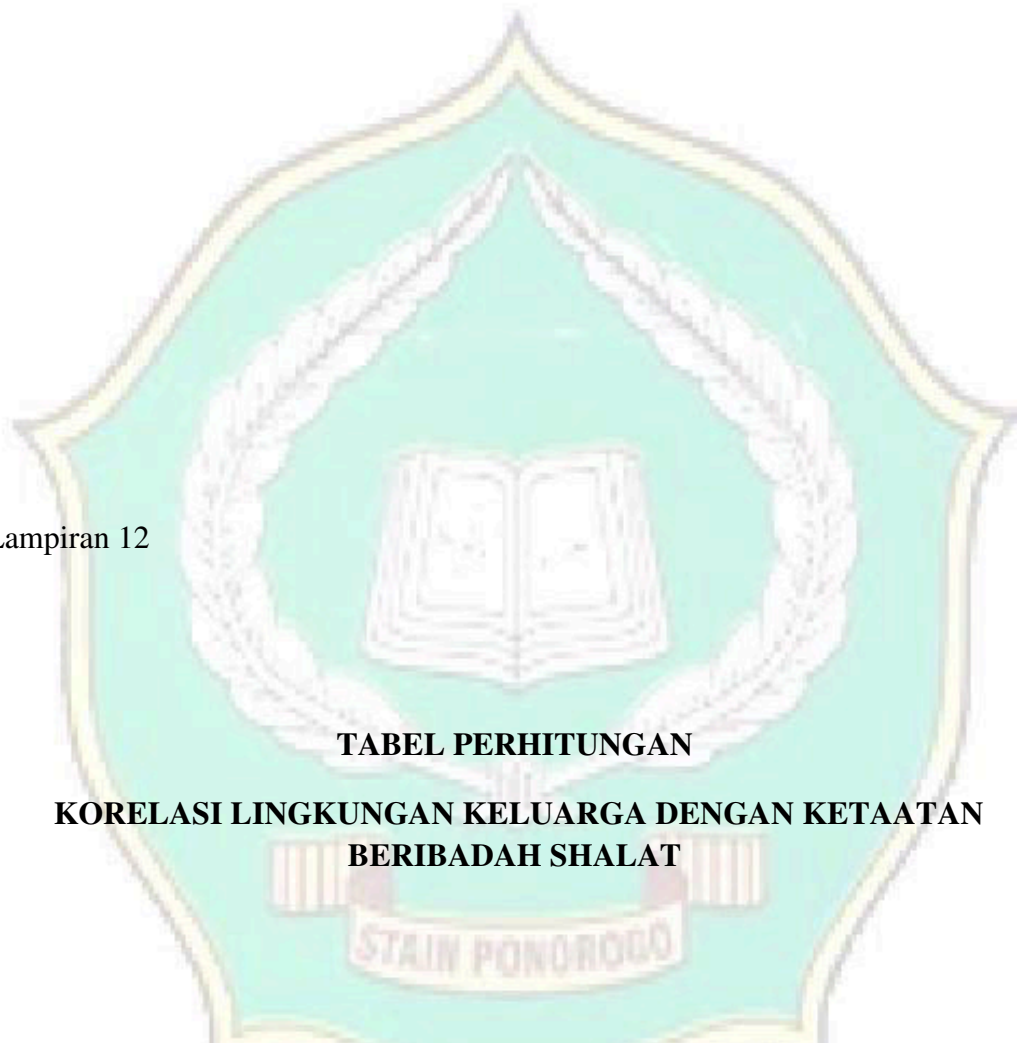 Lampiran 12
TABEL PERHITUNGAN
KORELASI LINGKUNGAN KELUARGA DENGAN KETAATAN
BERIBADAH SHALAT
STAIN PONOROGO